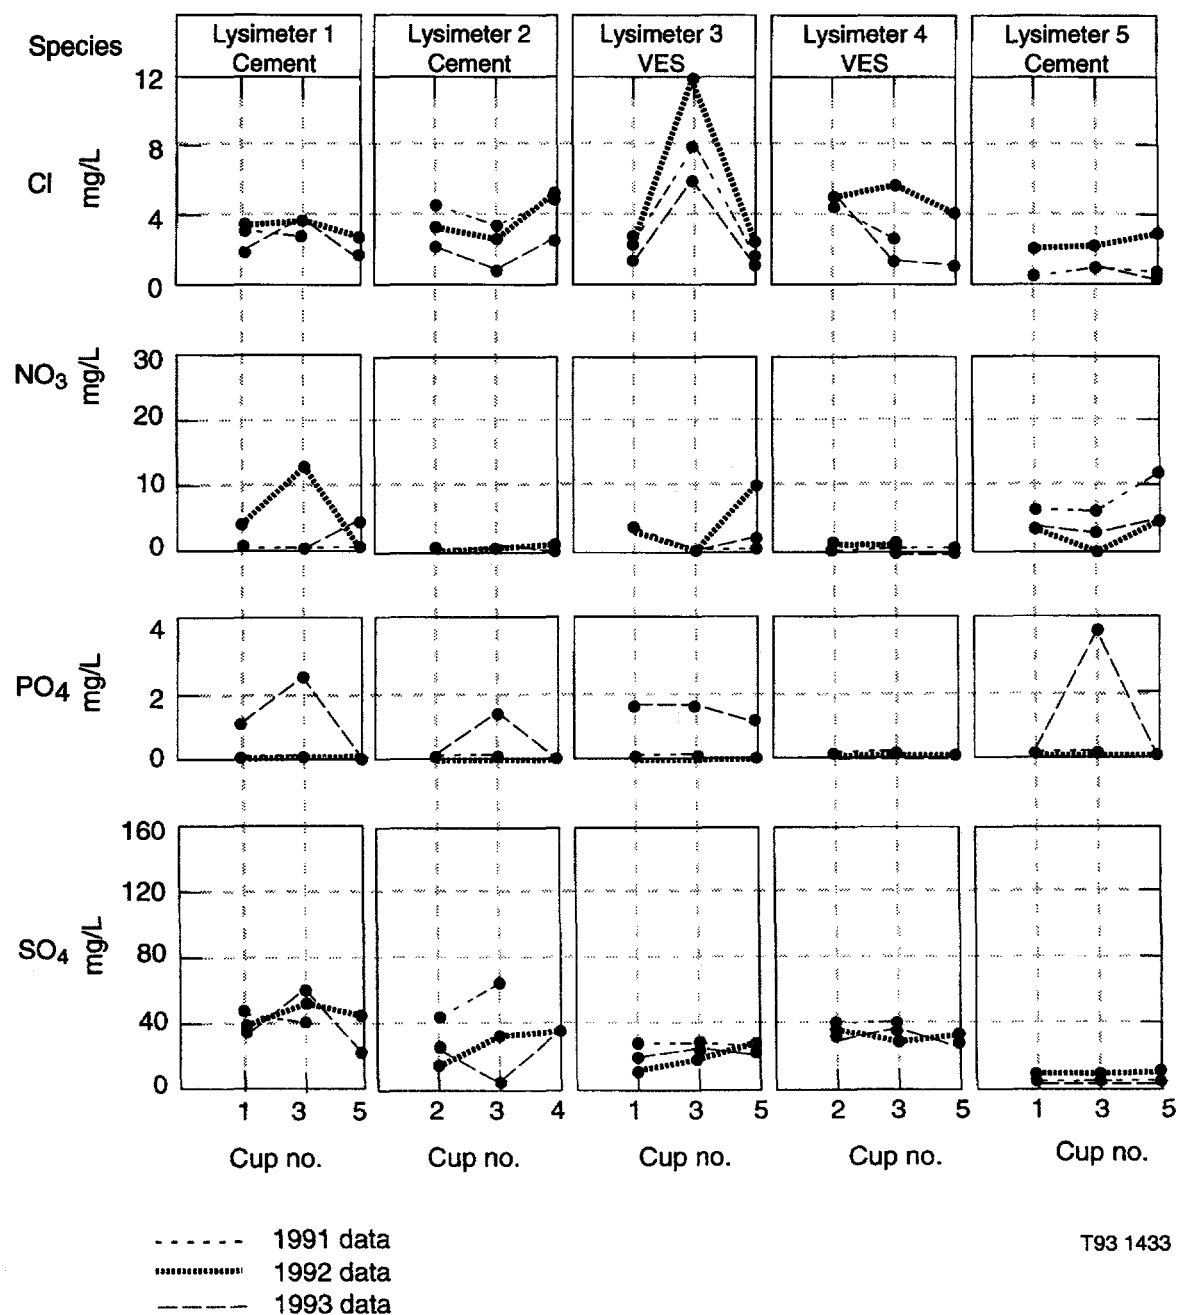 Species
Lysimeter 1
Cement
Lysimeter 2
Cement
Lysimeter 3
VES
Lysimeter 4
VES
Lysimeter 5
Cement
Cl
mg/L
12
8
4
0
NO3
mg/L
30
20
10
0
PO4
mg/L
4
2
0
SO4
mg/L
160
120
80
40
0
1 3 5
2 3 4
1 3 5
2 3 5
1 3 5
Cup no.
Cup no.
Cup no.
Cup no.
Cup no.
1991 data
1992 data
1993 data
T93 1433